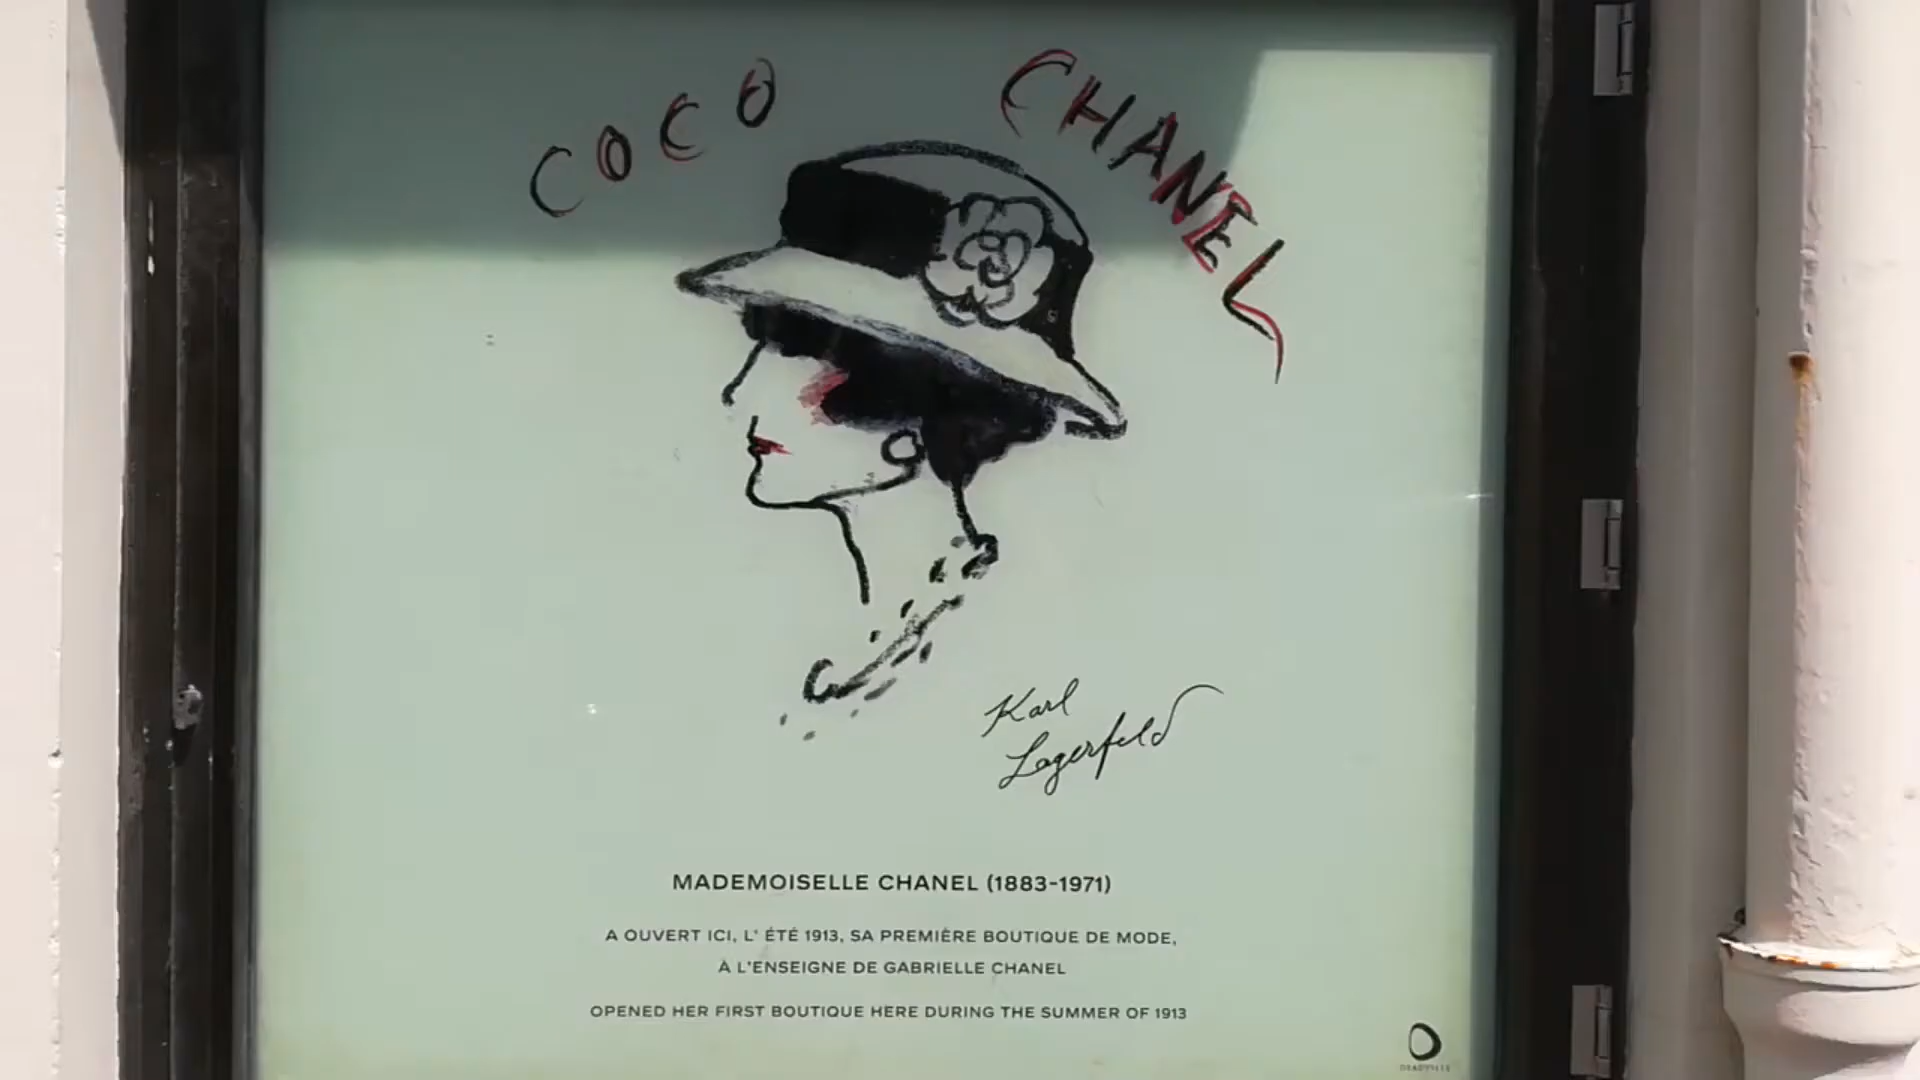 COCO CHANEL
Karl
Lagerfeld
MADEMOISELLE CHANEL (1883-1971)
A OUVERT ICI, L' ÉTÉ 1913, SA PREMIÈRE BOUTIQUE DE MODE,
À L'ENSEIGNE DE GABRIELLE CHANEL
OPENED HER FIRST BOUTIQUE HERE DURING THE SUMMER OF 1913